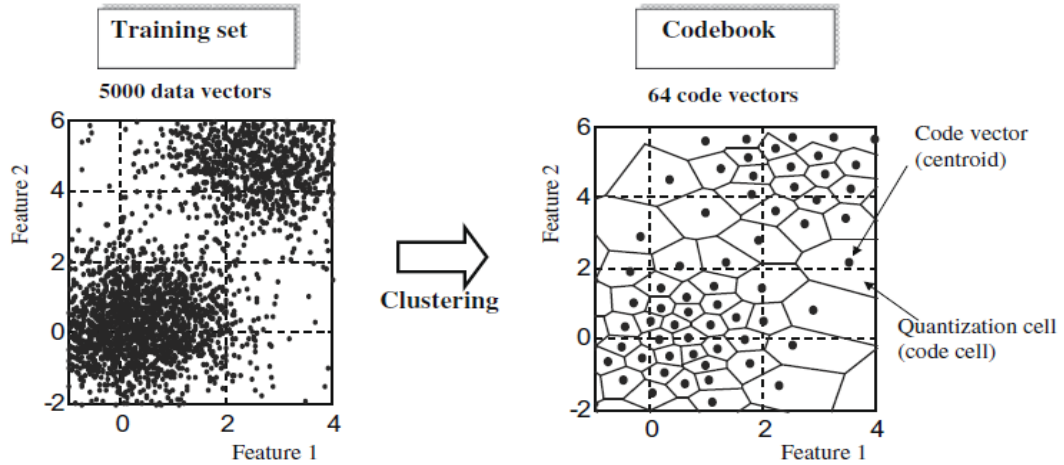 Training set
5000 data vectors
6
4
2
0
-2
0
2
4
Feature 2
Feature 1
Clustering
Codebook
64 code vectors
6
4
2
0
-2
0
2
4
Feature 2
Feature 1
Code vector
(centroid)
Quantization cell
(code cell)